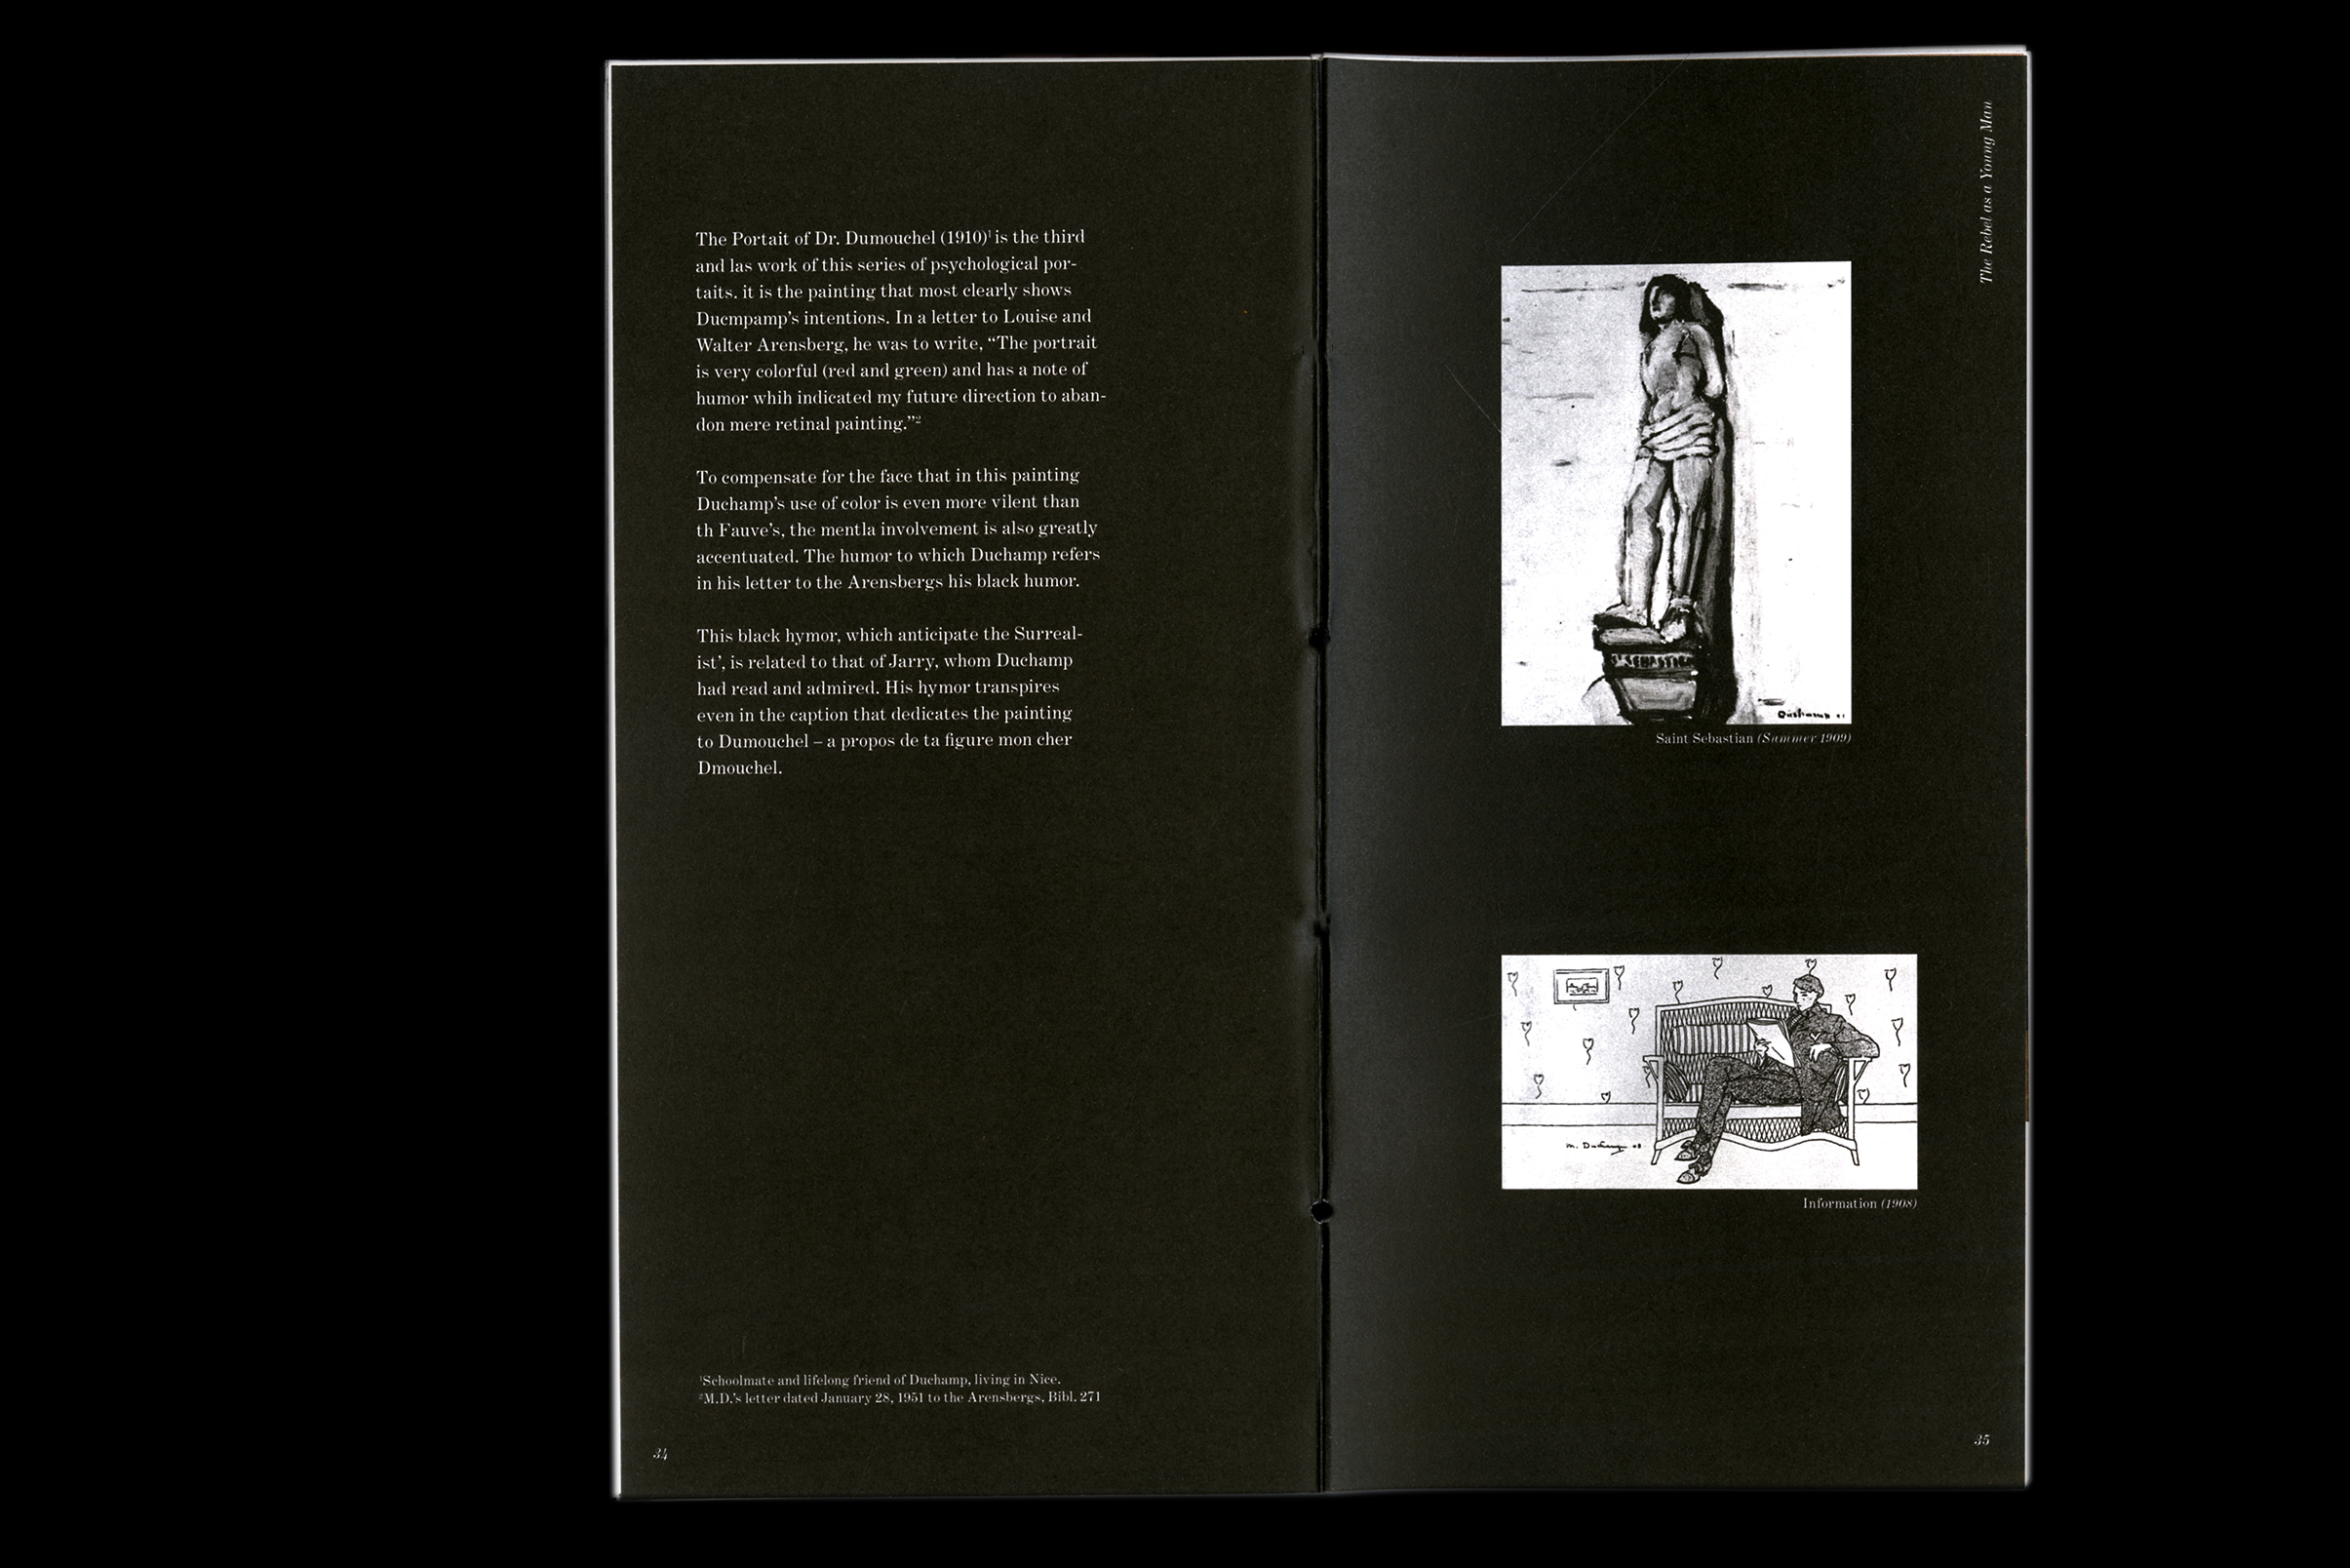 The Portait of Dr. Dumouchel (1910)¹ is the third
and las work of this series of psychological por-
taits. it is the painting that most clearly shows
Ducmpamp’s intentions. In a letter to Louise and
Walter Arensberg, he was to write, “The portrait
is very colorful (red and green) and has a note of
humor whih indicated my future direction to aban-
don mere retinal painting.”²
To compensate for the face that in this painting
Duchamp’s use of color is even more vilent than
th Fauve’s, the mentla involvement is also greatly
accentuated. The humor to which Duchamp refers
in his letter to the Arensbergs his black humor.
This black hymor, which anticipate the Surreal-
ist’, is related to that of Jarry, whom Duchamp
had read and admired. His hymor transpires
even in the caption that dedicates the painting
to Dumouchel – a propos de ta figure mon cher
Dmouchel.
¹Schoolmate and lifelong friend of Duchamp, living in Nice.
²M.D.’s letter dated January 28, 1951 to the Arensbergs, Bibl. 271
34
The Rebel as a Young Man
Duchamp
Saint Sebastian (Summer 1909)
M. Duchamp 08
Information (1908)
35